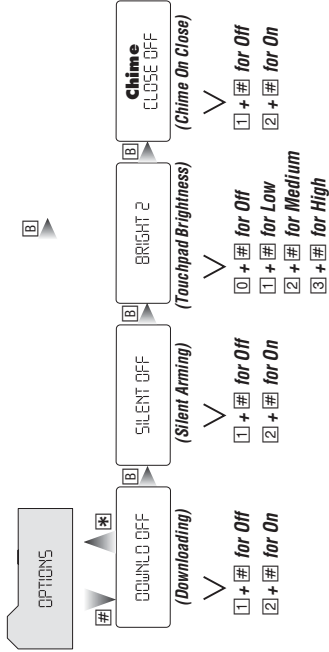 OPTIONS
# *
DOWNLO OFF
(Downloading)
1 + # for Off
2 + # for On
B
SILENT OFF
(Silent Arming)
1 + # for Off
2 + # for On
B
BRIGHT 2
(Touchpad Brightness)
0 + # for Off
1 + # for Low
2 + # for Medium
3 + # for High
B
Chime
CLOSE OFF
(Chime On Close)
1 + # for Off
2 + # for On
B